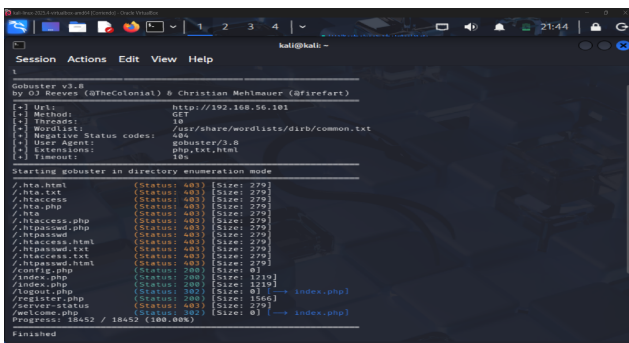 kali-linux-2025.4-virtualbox-amd64 [Corriendo] - Oracle VirtualBox
1 2 3 4 21:44
kali@kali: ~
Session Actions Edit View Help
l
Gobuster v3.8
by OJ Reeves (@TheColonial) & Christian Mehlmauer (@firefart)
[+] Url: http://192.168.56.101
[+] Method: GET
[+] Threads: 10
[+] Wordlist: /usr/share/wordlists/dirb/common.txt
[+] Negative Status codes: 404
[+] User Agent: gobuster/3.8
[+] Extensions: php,txt,html
[+] Timeout: 10s
Starting gobuster in directory enumeration mode
/.hta.html (Status: 403) [Size: 279]
/.hta.txt (Status: 403) [Size: 279]
/.htaccess (Status: 403) [Size: 279]
/.hta.php (Status: 403) [Size: 279]
/.hta (Status: 403) [Size: 279]
/.htaccess.php (Status: 403) [Size: 279]
/.htpasswd.php (Status: 403) [Size: 279]
/.htpasswd (Status: 403) [Size: 279]
/.htaccess.html (Status: 403) [Size: 279]
/.htpasswd.txt (Status: 403) [Size: 279]
/.htaccess.txt (Status: 403) [Size: 279]
/.htpasswd.html (Status: 403) [Size: 279]
/config.php (Status: 200) [Size: 0]
/index.php (Status: 200) [Size: 1219]
/index.php (Status: 200) [Size: 1219]
/logout.php (Status: 302) [Size: 0] [--> index.php]
/register.php (Status: 200) [Size: 1566]
/server-status (Status: 403) [Size: 279]
/welcome.php (Status: 302) [Size: 0] [--> index.php]
Progress: 18452 / 18452 (100.00%)
Finished